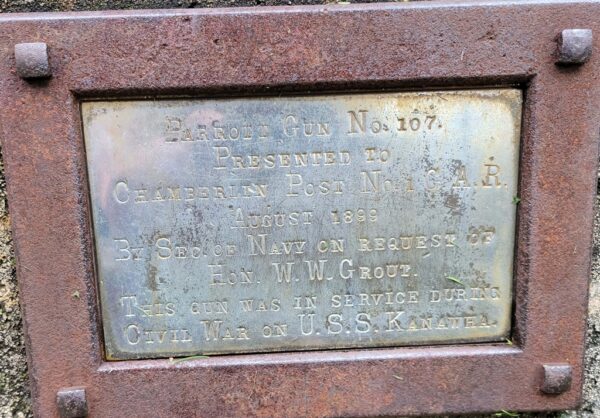 PARROTT GUN NO. 107.
PRESENTED TO
CHAMBERLIN POST NO. 1 G.A.R.
AUGUST 1899
BY SEC. OF NAVY ON REQUEST OF
HON. W. W. GROUT.
THIS GUN WAS IN SERVICE DURING
CIVIL WAR ON U.S.S. KANAWHA.